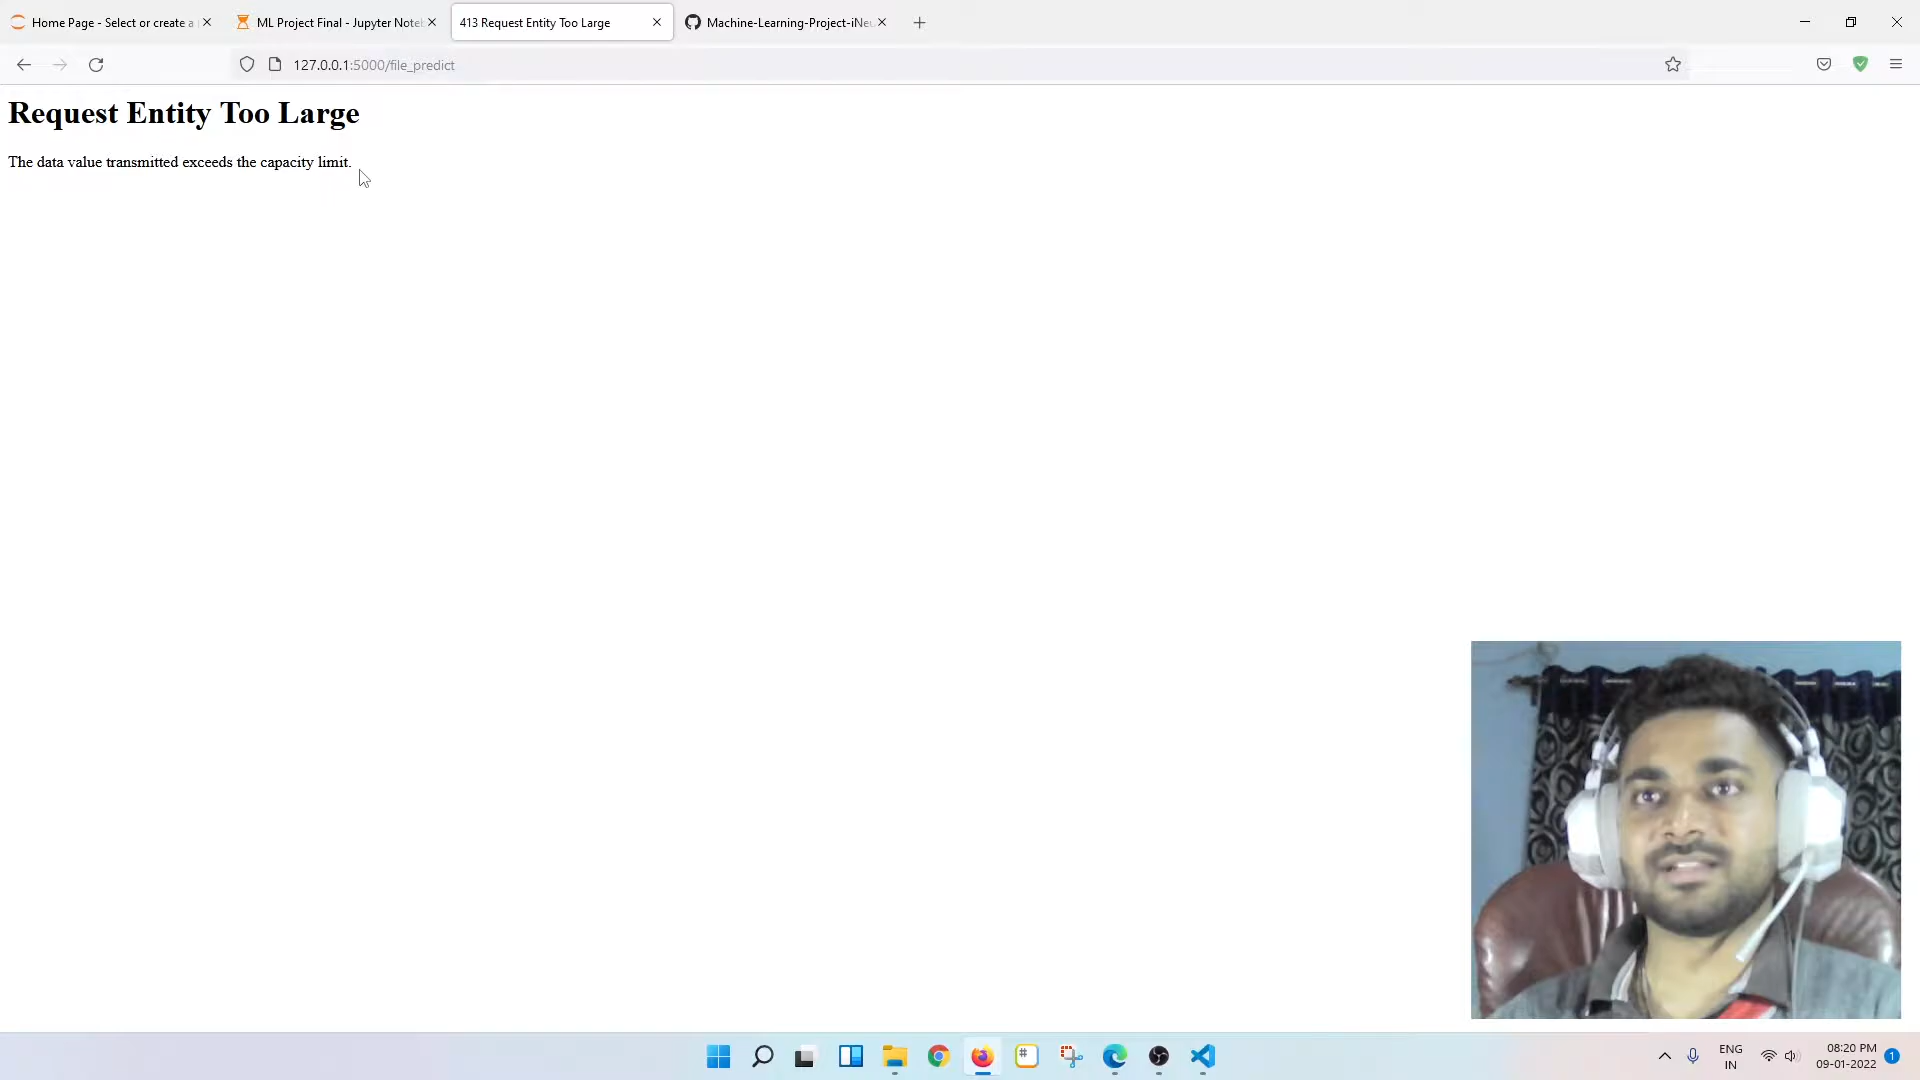 Home Page - Select or create a
ML Project Final - Jupyter Note
413 Request Entity Too Large
Machine-Learning-Project-iNeu
127.0.0.1:5000/file_predict
Request Entity Too Large
The data value transmitted exceeds the capacity limit.
ENG
IN
08:20 PM
09-01-2022
1